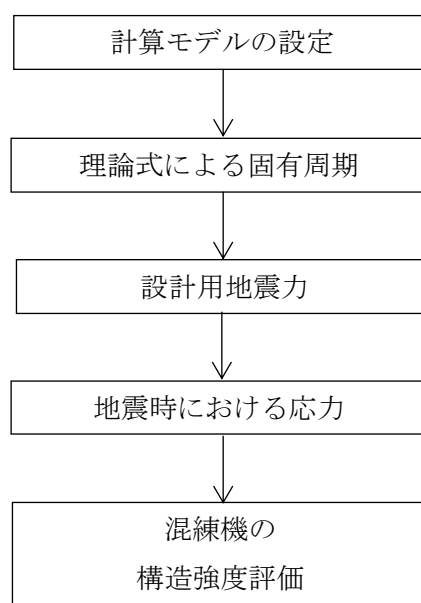 計算モデルの設定
理論式による固有周期
設計用地震力
地震時における応力
混練機の
構造強度評価